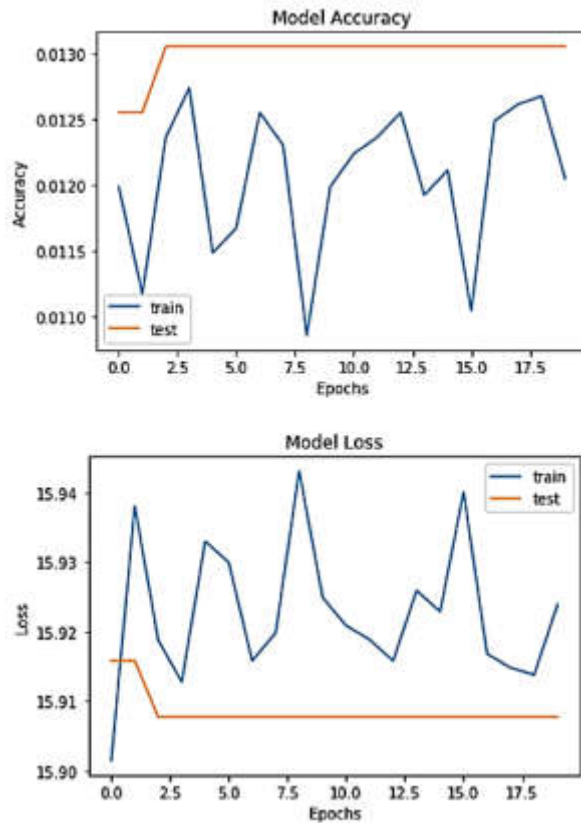 Model Accuracy
0.0130
0.0125
0.0120
0.0115
0.0110
Accuracy
train
test
0.0
2.5
5.0
7.5
10.0
12.5
15.0
17.5
Epochs
Model Loss
15.94
15.93
15.92
15.91
15.90
Loss
train
test
0.0
2.5
5.0
7.5
10.0
12.5
15.0
17.5
Epochs